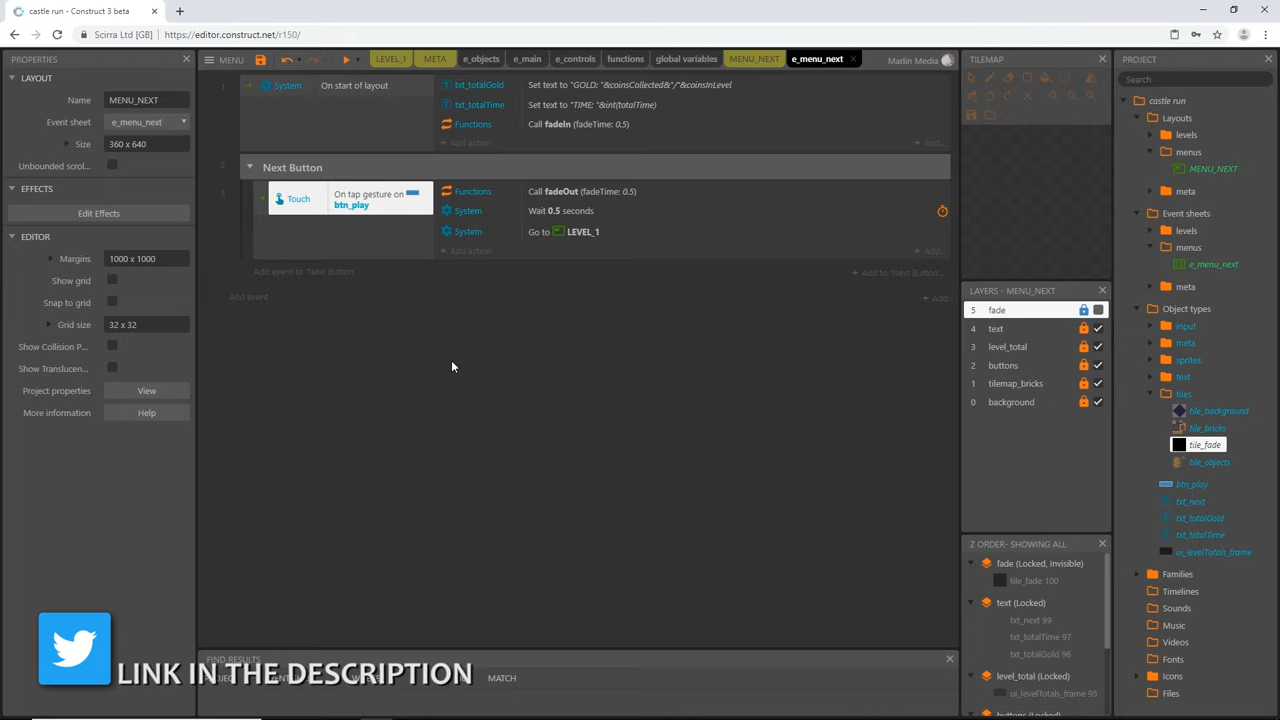 castle run - Construct 3 beta
Scirra Ltd [GB] https://editor.construct.net/r150/
PROPERTIES
MENU
LEVEL_1
META
e_objects
e_main
e_controls
functions
global variables
MENU_NEXT
e_menu_next
Marlin Media
TILEMAP
PROJECT
LAYOUT
Name MENU_NEXT
Event sheet e_menu_next
Size 360 x 640
Unbounded scrol...
EFFECTS
Edit Effects
EDITOR
Margins 1000 x 1000
Show grid
Snap to grid
Grid size 32 x 32
Show Collision P...
Show Translucen...
Project properties View
More information Help
1 System On start of layout
txt_totalGold Set text to "GOLD: "&coinsCollected&"/"&coinsInLevel
txt_totalTime Set text to "TIME: "&int(totalTime)
Functions Call fadeIn (fadeTime: 0.5)
Add action Add...
2 Next Button
3 Touch On tap gesture on btn_play
Functions Call fadeOut (fadeTime: 0.5)
System Wait 0.5 seconds
System Go to LEVEL_1
Add action Add...
Add event to 'Next Button' Add to 'Next Button'...
Add event Add...
LAYERS - MENU_NEXT
5 fade
4 text
3 level_total
2 buttons
1 tilemap_bricks
0 background
Z ORDER- SHOWING ALL
fade (Locked, Invisible)
tile_fade 100
text (Locked)
txt_next 99
txt_totalTime 97
txt_totalGold 96
level_total (Locked)
ui_levelTotals_frame 95
buttons (Locked)
Search
castle run
Layouts
levels
menus
MENU_NEXT
meta
Event sheets
levels
menus
e_menu_next
meta
Object types
input
meta
sprites
text
tiles
tile_background
tile_bricks
tile_fade
tile_objects
btn_play
txt_next
txt_totalGold
txt_totalTime
ui_levelTotals_frame
Families
Timelines
Sounds
Music
Videos
Fonts
Icons
Files
FIND RESULTS
MATCH
LINK IN THE DESCRIPTION